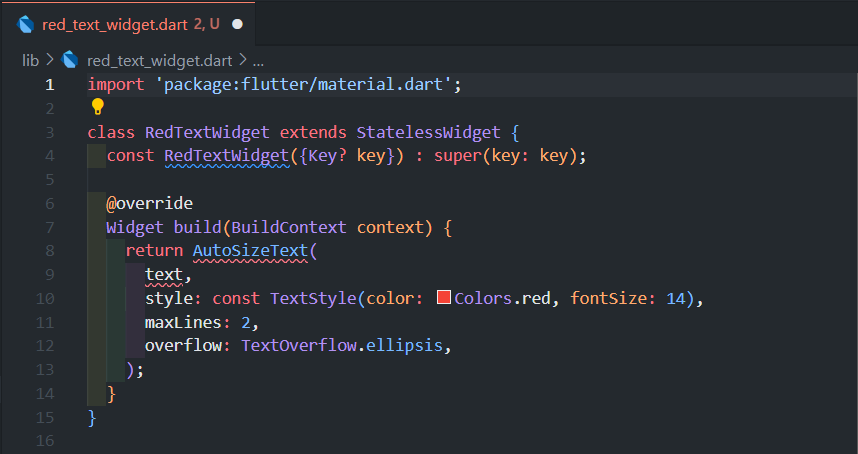 red_text_widget.dart 2, U
lib > red_text_widget.dart > ...
1 import 'package:flutter/material.dart';
2
3 class RedTextWidget extends StatelessWidget {
4 const RedTextWidget({Key? key}) : super(key: key);
5
6 @override
7 Widget build(BuildContext context) {
8 return AutoSizeText(
9 text,
10 style: const TextStyle(color: Colors.red, fontSize: 14),
11 maxLines: 2,
12 overflow: TextOverflow.ellipsis,
13 );
14 }
15 }
16